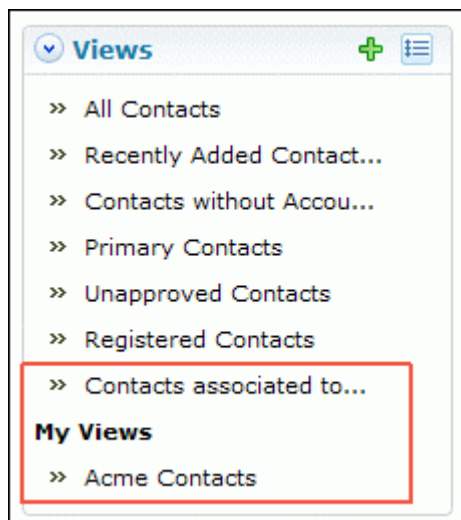 Views
» All Contacts
» Recently Added Contact...
» Contacts without Accou...
» Primary Contacts
» Unapproved Contacts
» Registered Contacts
» Contacts associated to...
My Views
» Acme Contacts